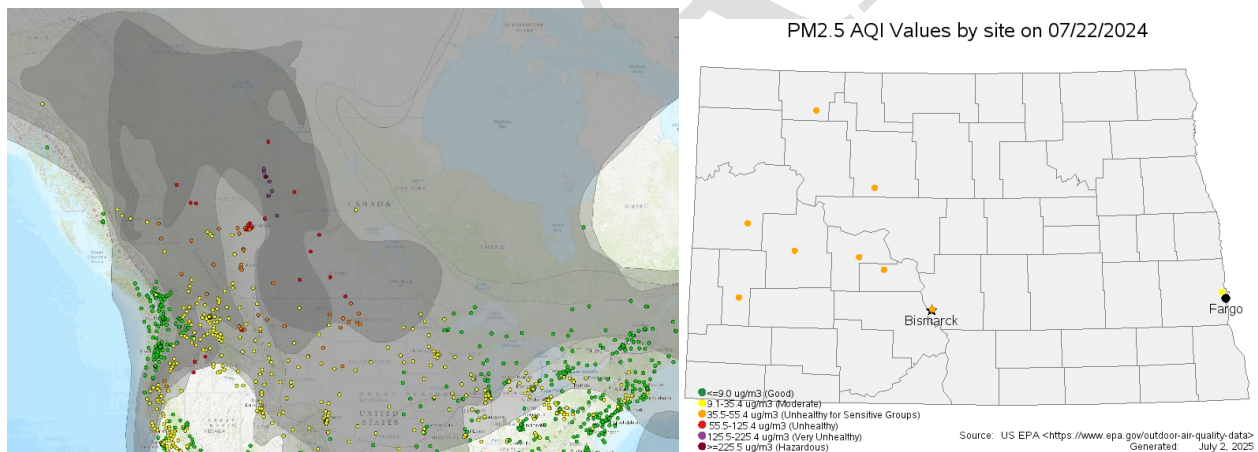 CANADA
UNITED
STATES
PM2.5 AQI Values by site on 07/22/2024
Bismarck
Fargo
<=9.0 ug/m3 (Good)
9.1-35.4 ug/m3 (Moderate)
35.5-55.4 ug/m3 (Unhealthy for Sensitive Groups)
55.5-125.4 ug/m3 (Unhealthy)
125.5-225.4 ug/m3 (Very Unhealthy)
>=225.5 ug/m3 (Hazardous)
Source: US EPA <https://www.epa.gov/outdoor-air-quality-data>
Generated: July 2, 2025